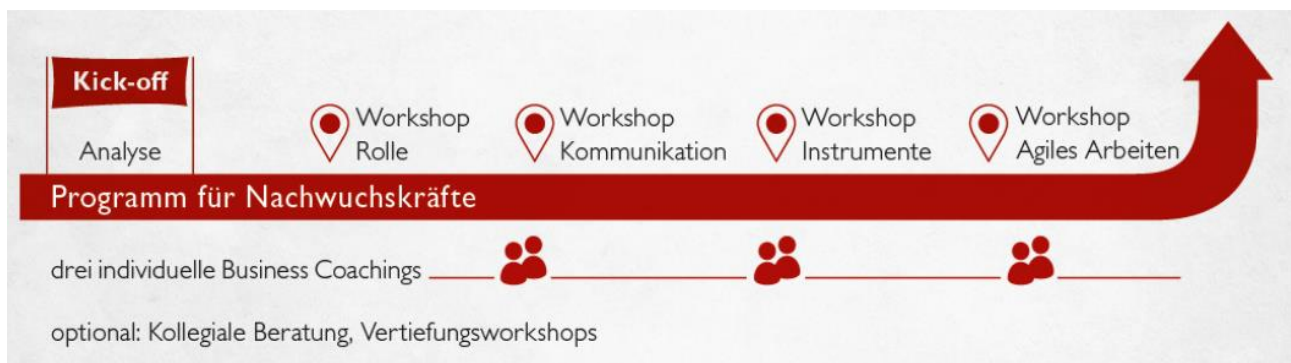 Kick-off
Analyse
Workshop
Rolle
Workshop
Kommunikation
Workshop
Instrumente
Workshop
Agiles Arbeiten
Programm für Nachwuchskräfte
drei individuelle Business Coachings
optional: Kollegiale Beratung, Vertiefungsworkshops